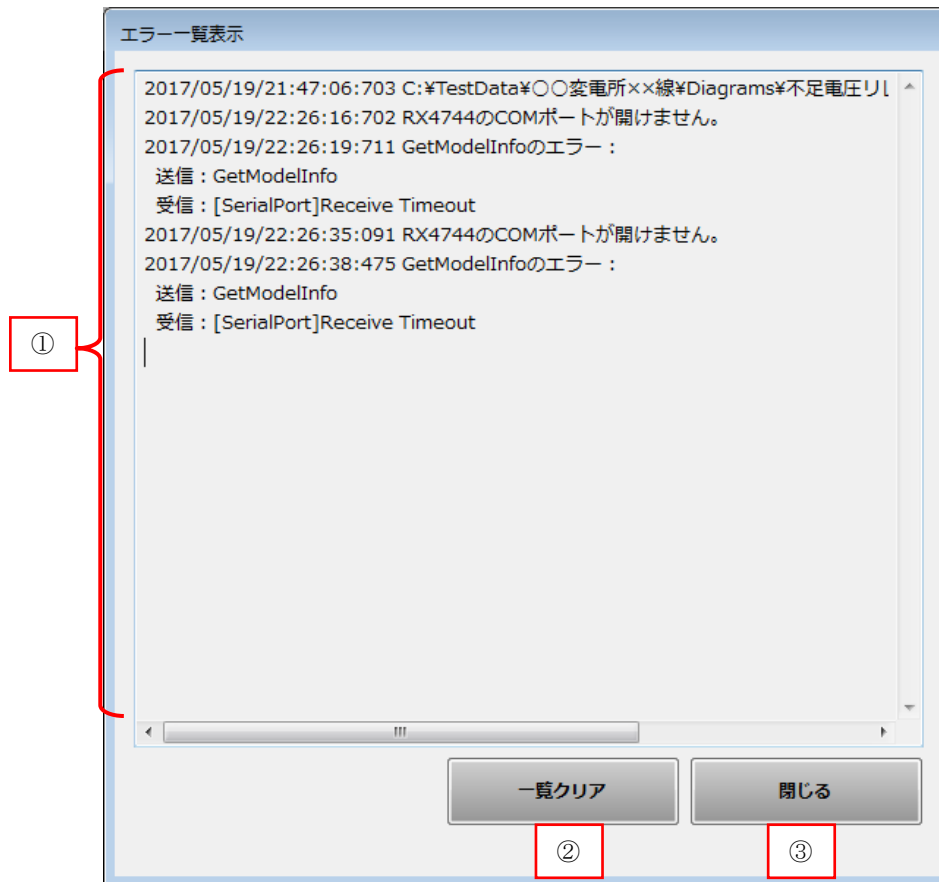 エラー一覧表示
2017/05/19/21:47:06:703 C:¥TestData¥○○変電所××線¥Diagrams¥不足電圧リ
2017/05/19/22:26:16:702 RX4744のCOMポートが開けません。
2017/05/19/22:26:19:711 GetModelInfoのエラー：
送信：GetModelInfo
受信：[SerialPort]Receive Timeout
2017/05/19/22:26:35:091 RX4744のCOMポートが開けません。
2017/05/19/22:26:38:475 GetModelInfoのエラー：
送信：GetModelInfo
受信：[SerialPort]Receive Timeout
①
一覧クリア 閉じる
② ③